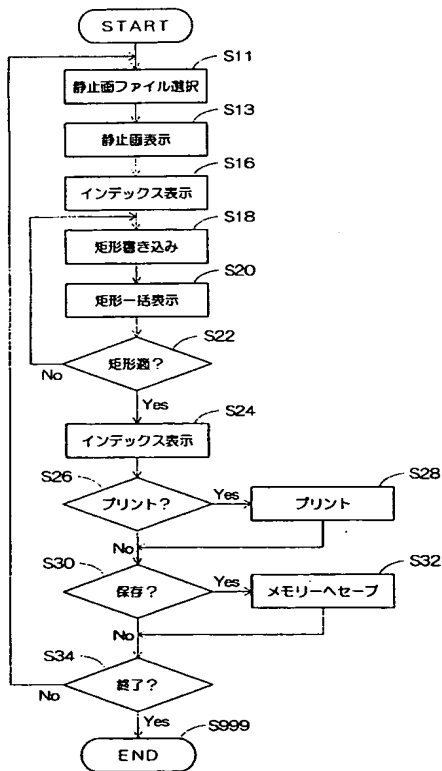 START
S11
静止画ファイル選択
S13
静止画表示
S16
インデックス表示
S18
矩形書き込み
S20
矩形一括表示
S22
矩形適？
No
Yes
S24
インデックス表示
S26
プリント？
Yes
S28
プリント
No
S30
保存？
Yes
S32
メモリーへセーブ
No
S34
終了？
No
Yes
S999
END